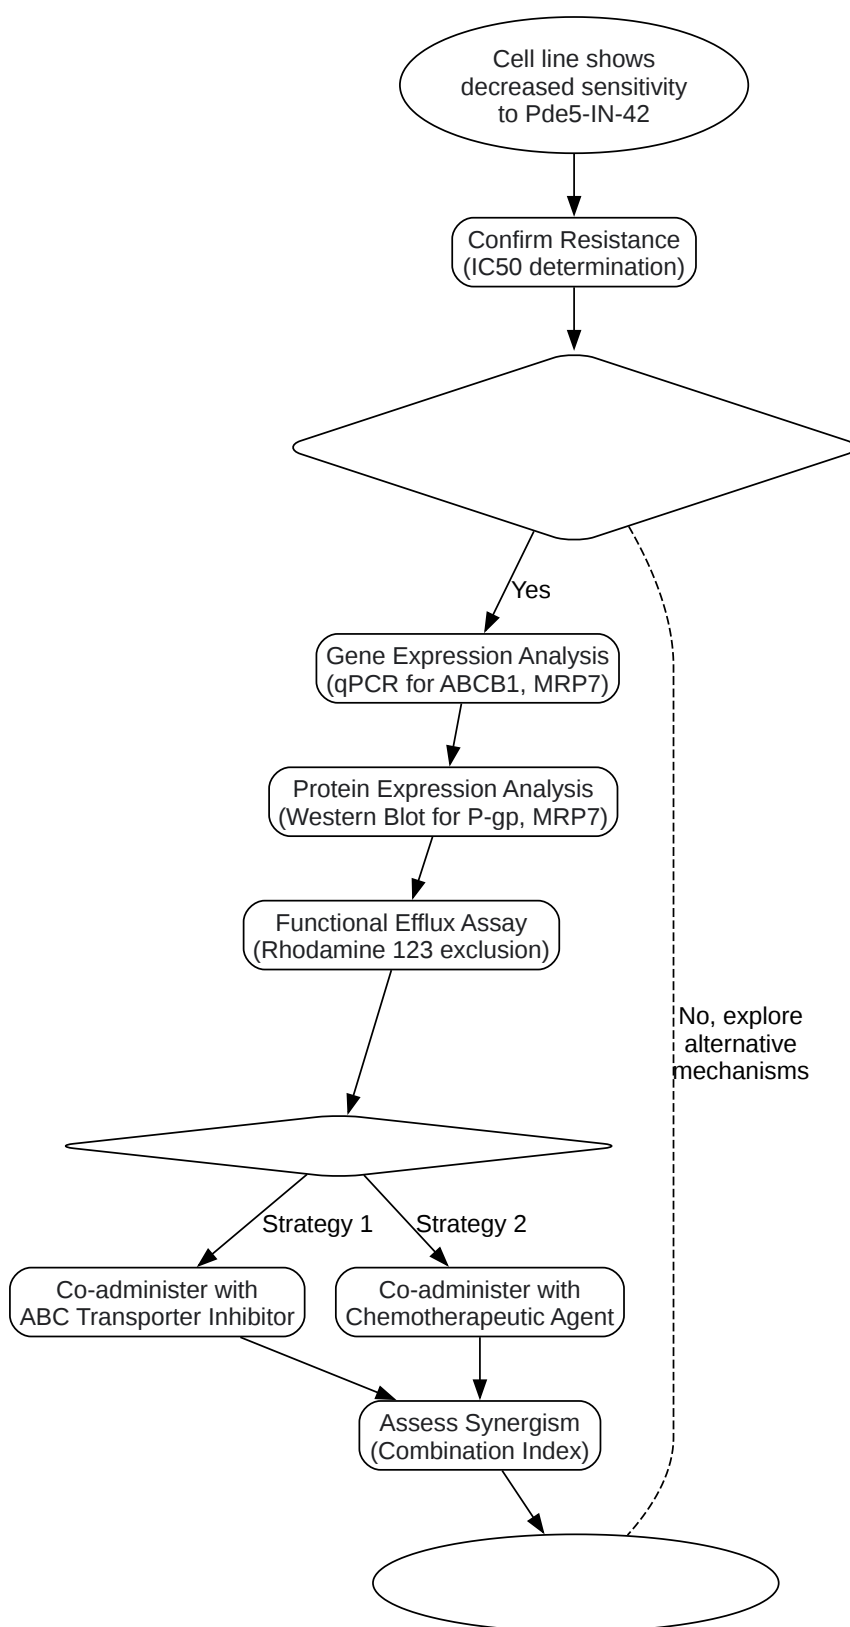 Cell line shows
decreased sensitivity
to Pde5-IN-42
Confirm Resistance
(IC50 determination)
Yes
Gene Expression Analysis
(qPCR for ABCB1, MRP7)
Protein Expression Analysis
(Western Blot for P-gp, MRP7)
Functional Efflux Assay
(Rhodamine 123 exclusion)
No, explore
alternative
mechanisms
Strategy 1
Strategy 2
Co-administer with
ABC Transporter Inhibitor
Co-administer with
Chemotherapeutic Agent
Assess Synergism
(Combination Index)